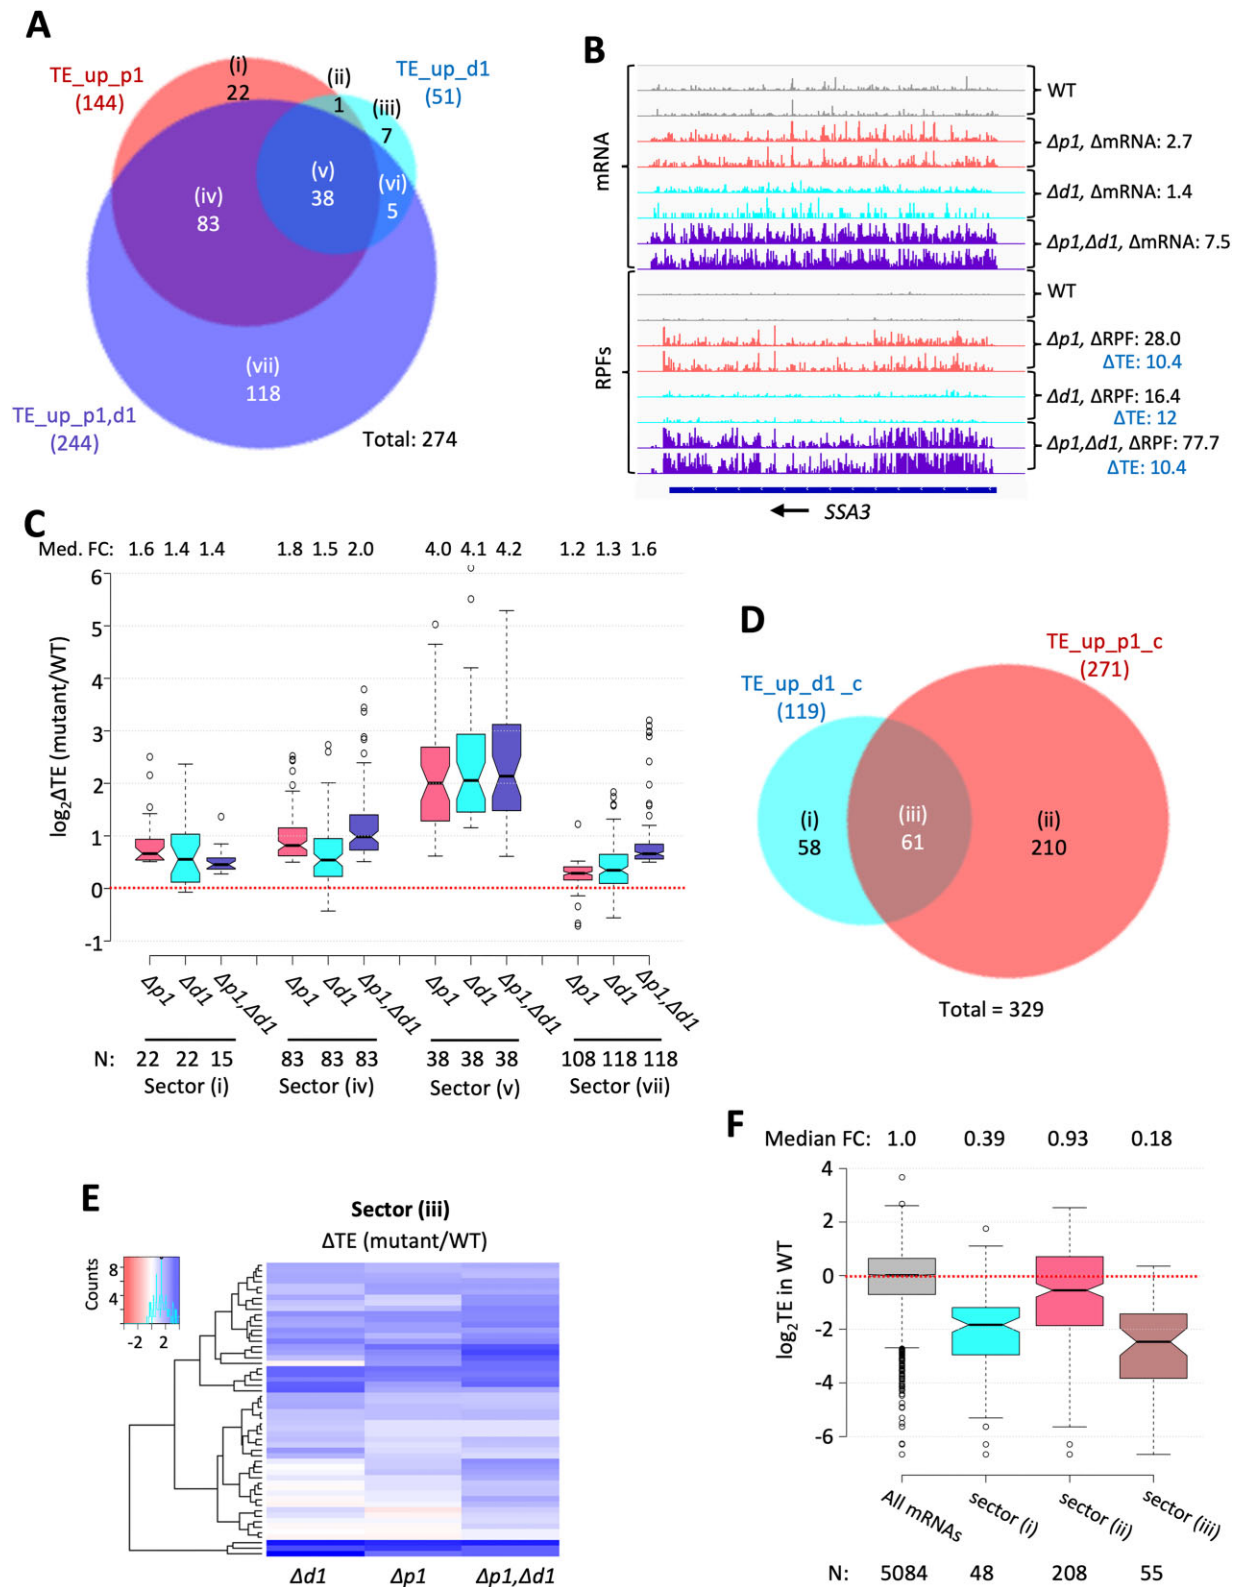 A
TE_up_p1
(144)
(i)
22
(ii)
1
TE_up_d1
(51)
(iii)
7
(iv)
83
(v)
38
(vi)
5
(vii)
118
TE_up_p1,d1
(244)
Total: 274
B
mRNA
RPFs
WT
Δp1, ΔmRNA: 2.7
Δd1, ΔmRNA: 1.4
Δp1,Δd1, ΔmRNA: 7.5
WT
Δp1, ΔRPF: 28.0
ΔTE: 10.4
Δd1, ΔRPF: 16.4
ΔTE: 12
Δp1,Δd1, ΔRPF: 77.7
ΔTE: 10.4
SSA3
C
Med. FC: 1.6 1.4 1.4 1.8 1.5 2.0 4.0 4.1 4.2 1.2 1.3 1.6
log₂ΔTE (mutant/WT)
6
5
4
3
2
1
0
-1
Δp1 Δd1 Δp1,Δd1 Δp1 Δd1 Δp1,Δd1 Δp1 Δd1 Δp1,Δd1 Δp1 Δd1 Δp1,Δd1
N: 22 22 15 83 83 83 38 38 38 108 118 118
Sector (i) Sector (iv) Sector (v) Sector (vii)
D
TE_up_p1_c
(271)
TE_up_d1 _c
(119)
(i)
58
(iii)
61
(ii)
210
Total = 329
E
Sector (iii)
ΔTE (mutant/WT)
Counts
8
4
-2 2
Δd1 Δp1 Δp1,Δd1
F
Median FC: 1.0 0.39 0.93 0.18
log₂TE in WT
4
2
0
-2
-4
-6
All mRNAs sector (i) sector (ii) sector (iii)
N: 5084 48 208 55